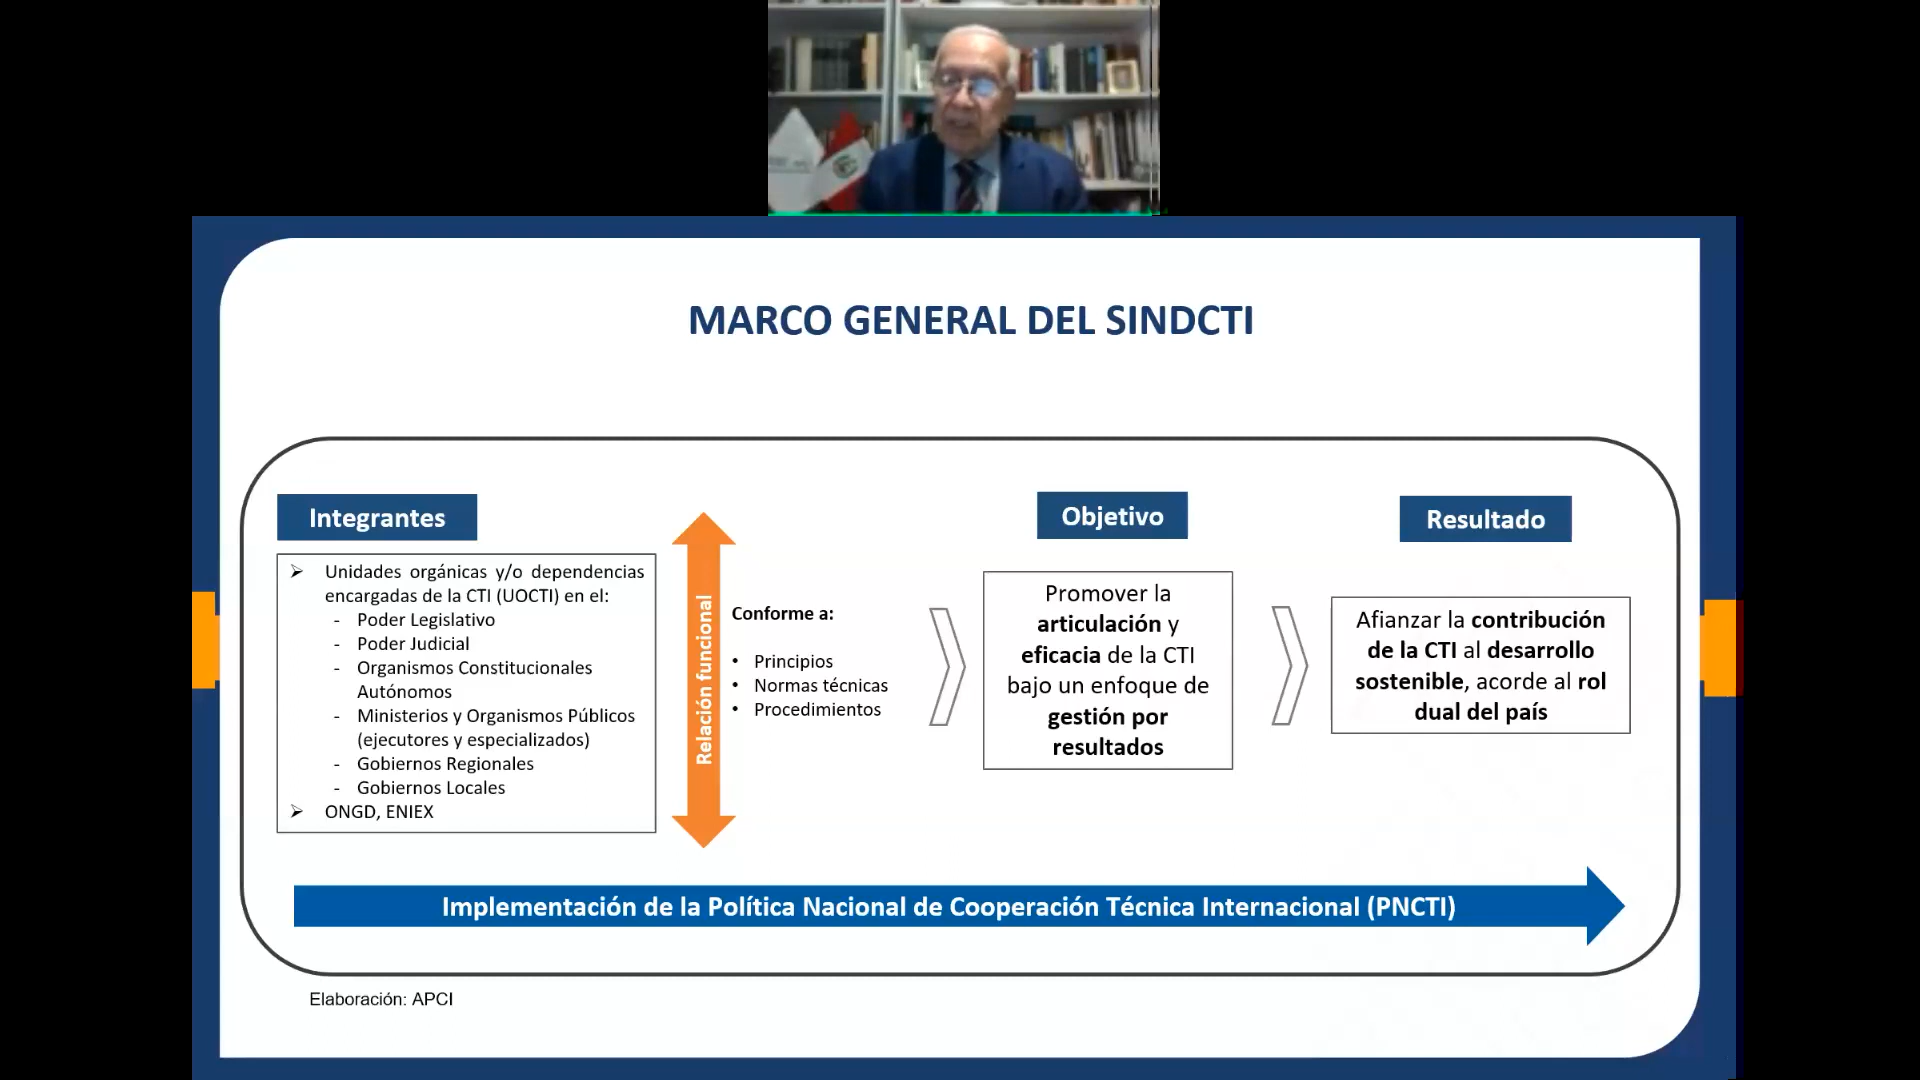 MARCO GENERAL DEL SINDCTI
Integrantes
➢ Unidades orgánicas y/o dependencias
encargadas de la CTI (UOCTI) en el:
- Poder Legislativo
- Poder Judicial
- Organismos Constitucionales
Autónomos
- Ministerios y Organismos Públicos
(ejecutores y especializados)
- Gobiernos Regionales
- Gobiernos Locales
➢ ONGD, ENIEX
Relación funcional
Conforme a:
• Principios
• Normas técnicas
• Procedimientos
Objetivo
Promover la
articulación y
eficacia de la CTI
bajo un enfoque de
gestión por
resultados
Resultado
Afianzar la contribución
de la CTI al desarrollo
sostenible, acorde al rol
dual del país
Implementación de la Política Nacional de Cooperación Técnica Internacional (PNCTI)
Elaboración: APCI